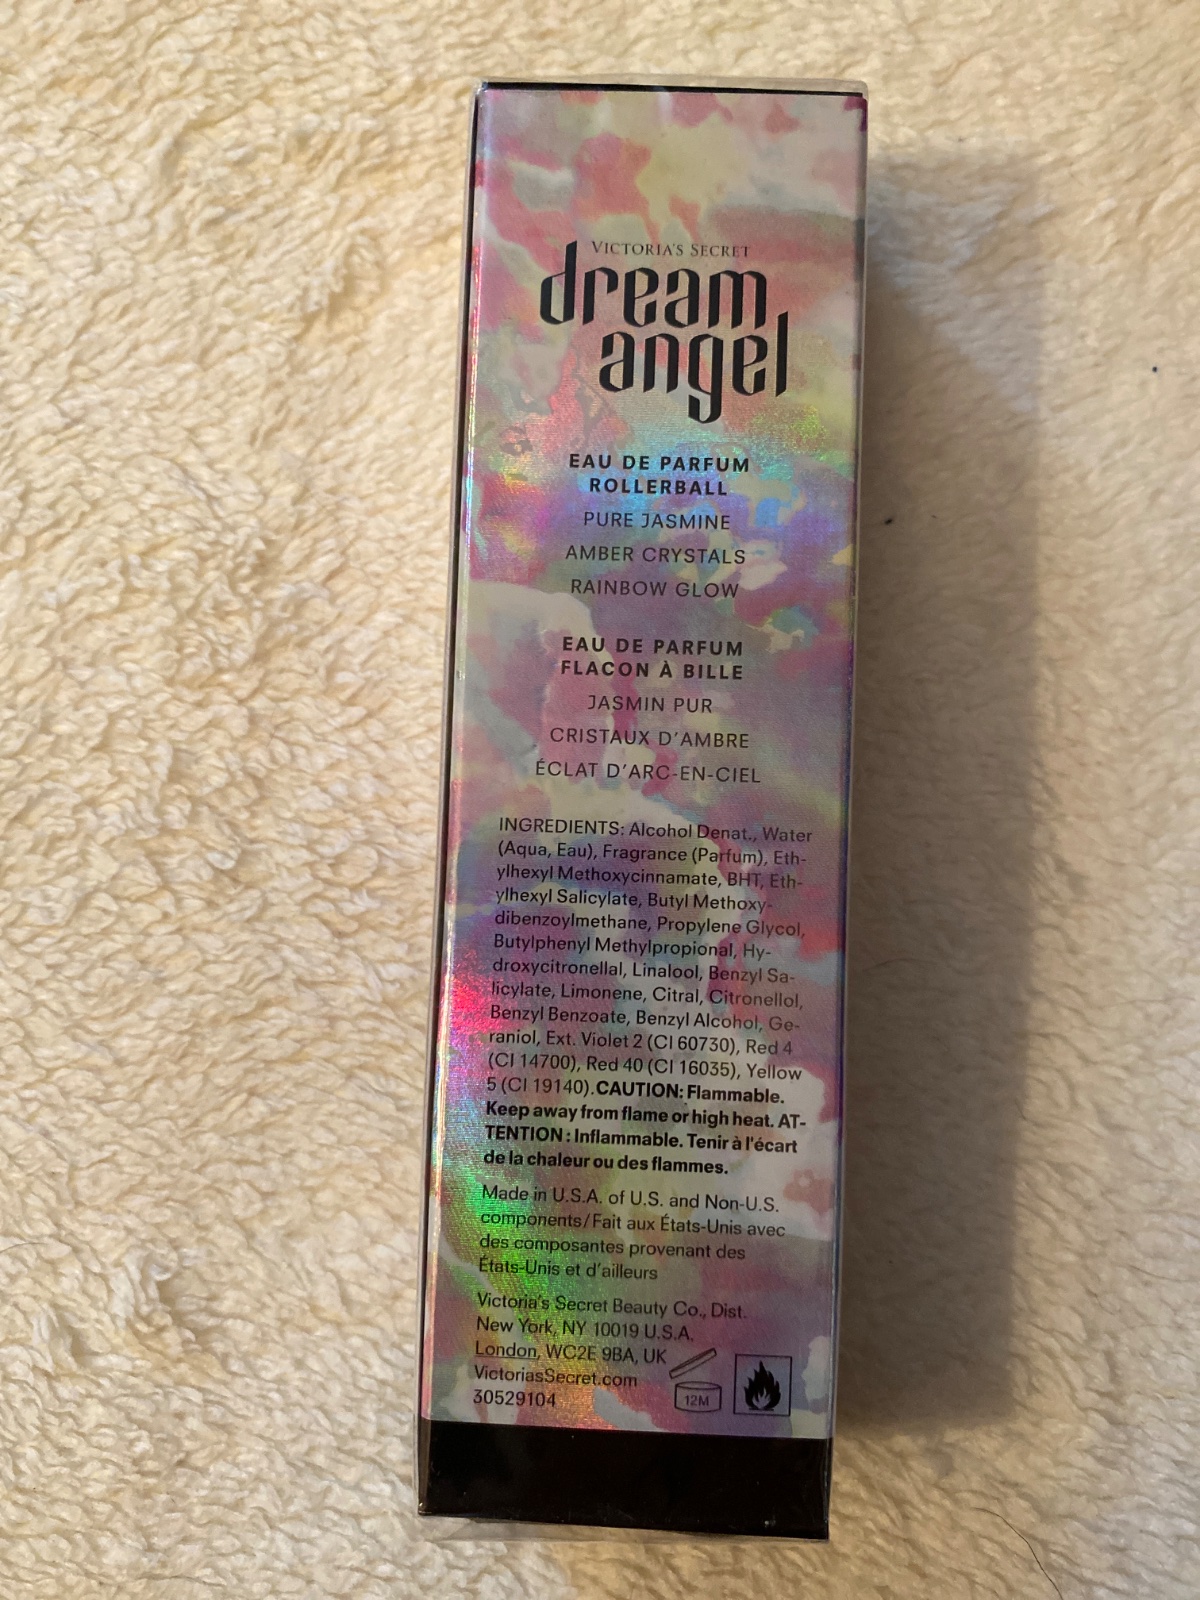 VICTORIA'S SECRET
dream
angel
EAU DE PARFUM
ROLLERBALL
PURE JASMINE
AMBER CRYSTALS
RAINBOW GLOW
EAU DE PARFUM
FLACON À BILLE
JASMIN PUR
CRISTAUX D'AMBRE
ÉCLAT D'ARC-EN-CIEL
INGREDIENTS: Alcohol Denat., Water
(Aqua, Eau), Fragrance (Parfum), Eth-
ylhexyl Methoxycinnamate, BHT, Eth-
ylhexyl Salicylate, Butyl Methoxy-
dibenzoylmethane, Propylene Glycol,
Butylphenyl Methylpropional, Hy-
droxycitronellal, Linalool, Benzyl Sa-
licylate, Limonene, Citral, Citronellol,
Benzyl Benzoate, Benzyl Alcohol, Ge-
raniol, Ext. Violet 2 (CI 60730), Red 4
(CI 14700), Red 40 (CI 16035), Yellow
5 (CI 19140). CAUTION: Flammable.
Keep away from flame or high heat. AT-
TENTION : Inflammable. Tenir à l'écart
de la chaleur ou des flammes.
Made in U.S.A. of U.S. and Non-U.S.
components/Fait aux États-Unis avec
des composantes provenant des
États-Unis et d'ailleurs
Victoria's Secret Beauty Co., Dist.
New York, NY 10019 U.S.A.
London, WC2E 9BA, UK
VictoriasSecret.com
30529104
12M